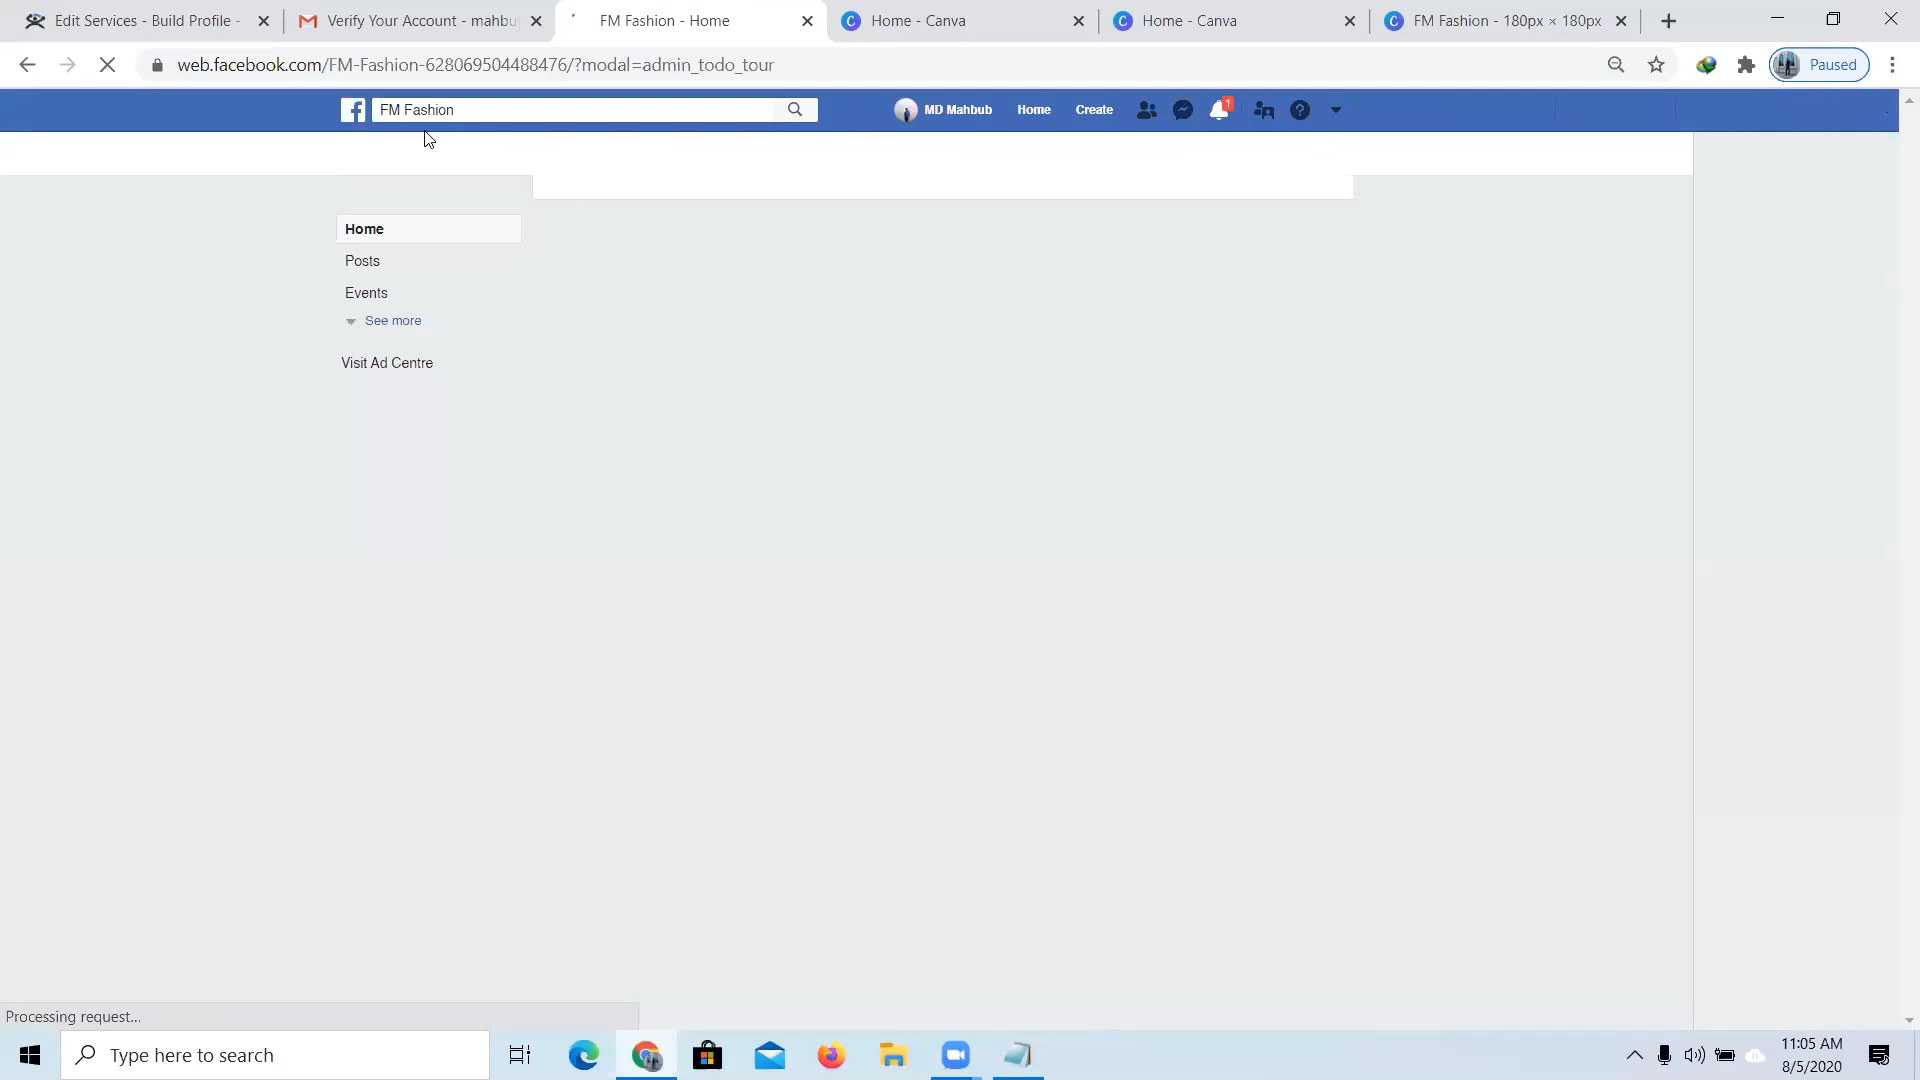 Edit Services - Build Profile -
Verify Your Account - mahbu
FM Fashion - Home
Home - Canva
Home - Canva
FM Fashion - 180px × 180px
web.facebook.com/FM-Fashion-628069504488476/?modal=admin_todo_tour
Paused
FM Fashion
MD Mahbub
Home
Create
1
Home
Posts
Events
See more
Visit Ad Centre
Processing request...
Type here to search
11:05 AM
8/5/2020